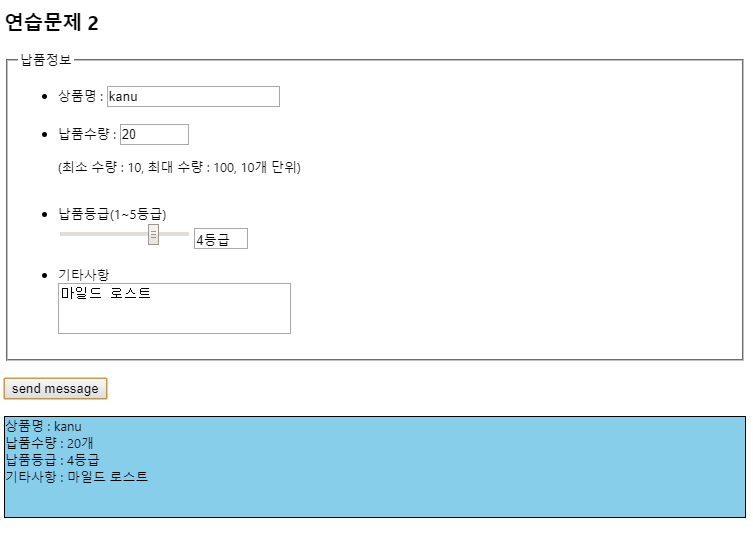 연습문제 2
납품정보
상품명 : kanu
납품수량 : 20
(최소 수량 : 10, 최대 수량 : 100, 10개 단위)
납품등급(1~5등급)
4등급
기타사항
마일드 로스트
send message
상품명 : kanu
납품수량 : 20개
납품등급 : 4등급
기타사항 : 마일드 로스트